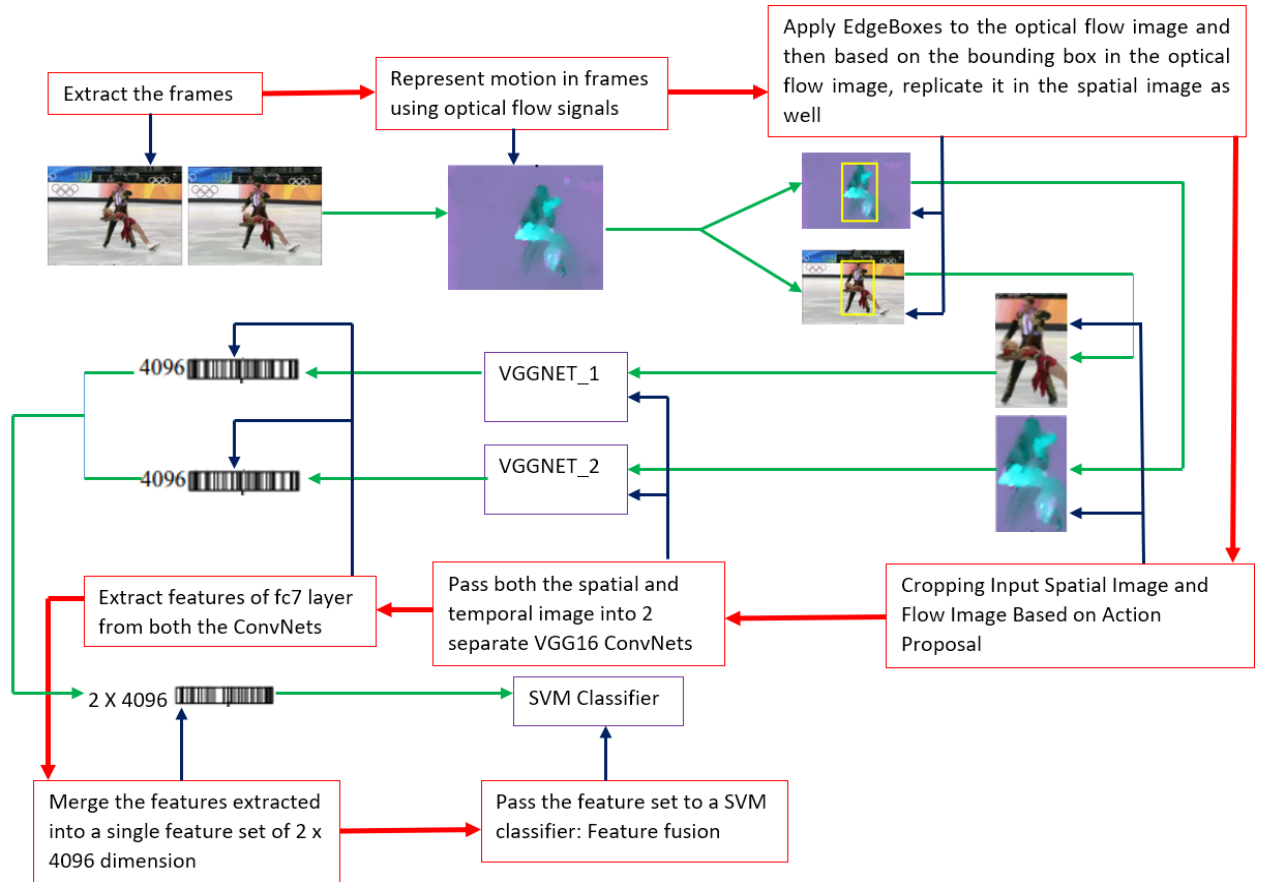 Extract the frames
Represent motion in frames
using optical flow signals
Apply EdgeBoxes to the optical flow image and
then based on the bounding box in the optical
flow image, replicate it in the spatial image as
well
4096
VGGNET_1
4096
VGGNET_2
Extract features of fc7 layer
from both the ConvNets
Pass both the spatial and
temporal image into 2
separate VGG16 ConvNets
Cropping Input Spatial Image and
Flow Image Based on Action
Proposal
2 X 4096
SVM Classifier
Merge the features extracted
into a single feature set of 2 x
4096 dimension
Pass the feature set to a SVM
classifier: Feature fusion